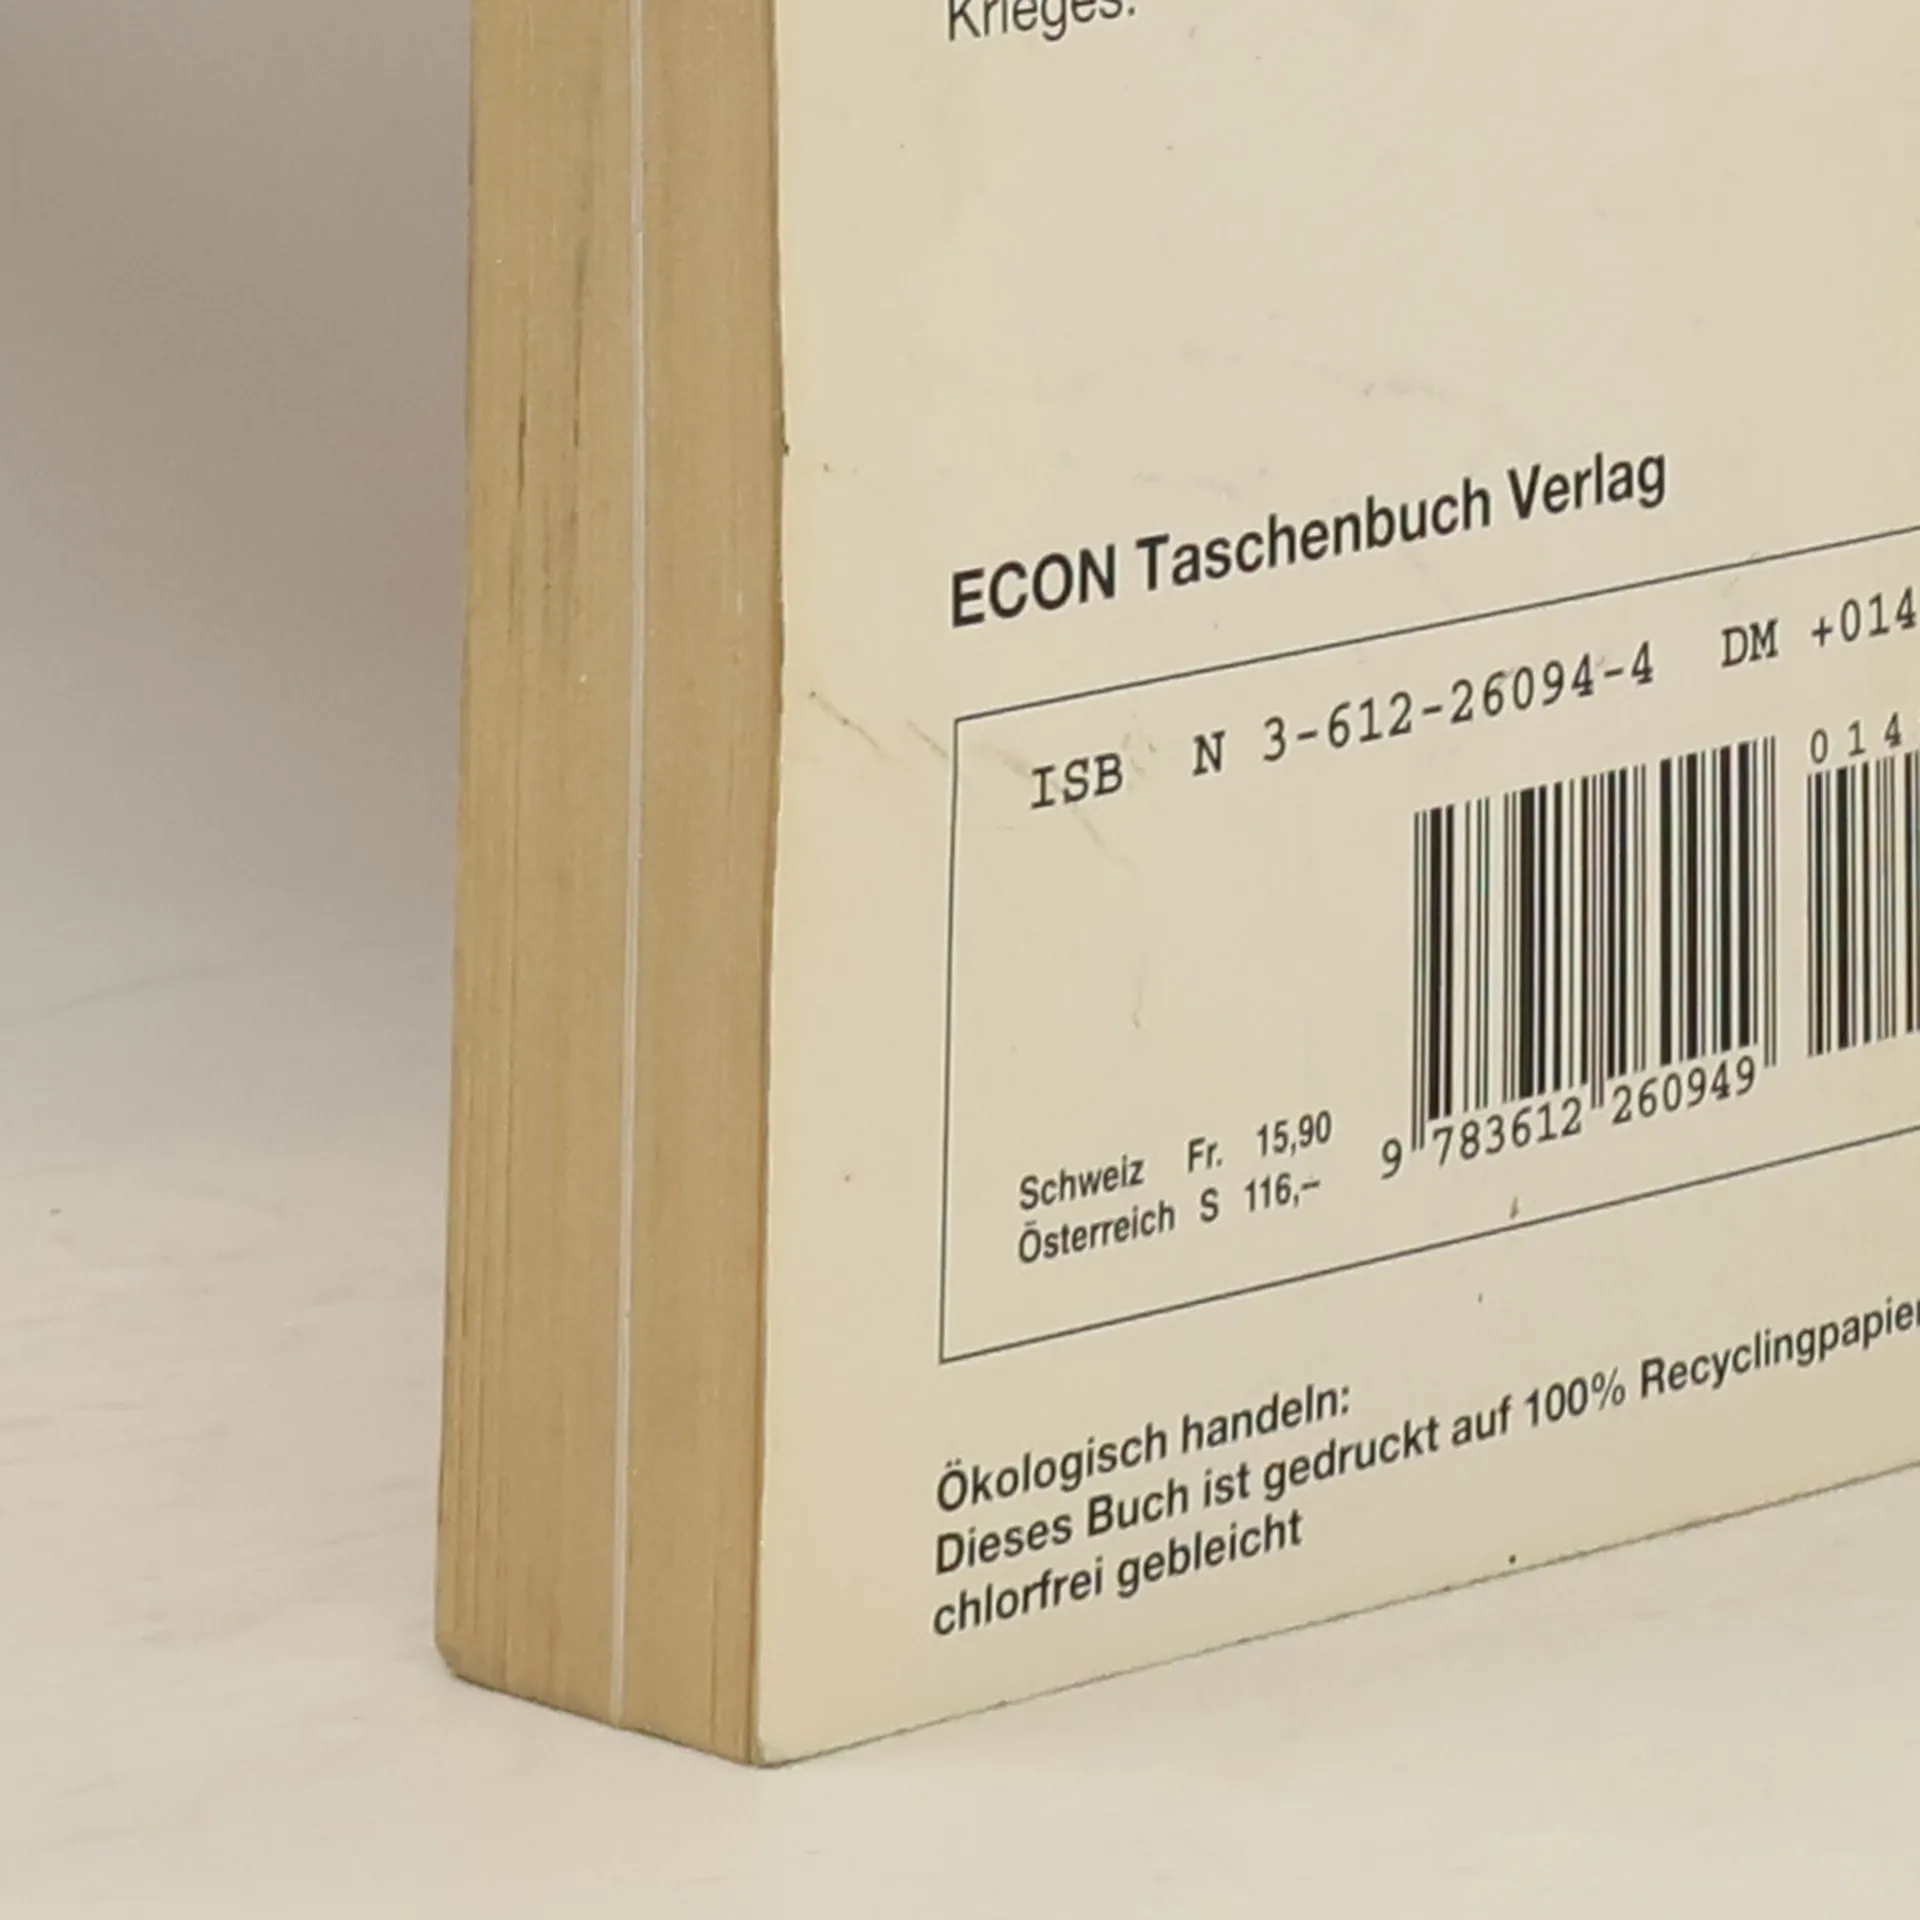 Krieges.
ECON Taschenbuch Verlag
ISB N 3-612-26094-4 DM +014
014
9 783612 260949
Schweiz Fr. 15,90
Österreich S 116,–
Ökologisch handeln:
Dieses Buch ist gedruckt auf 100% Recyclingpapier
chlorfrei gebleicht